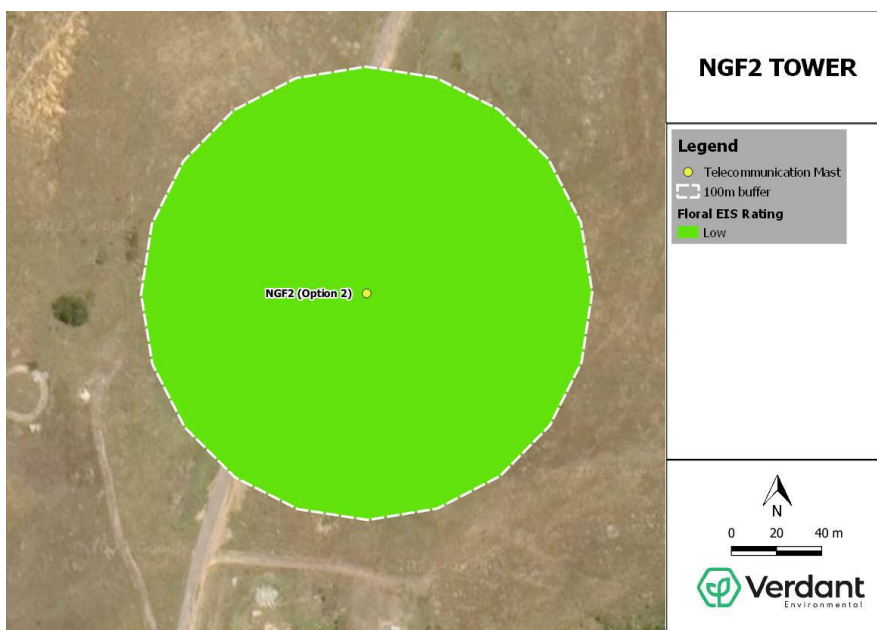 NGF2 TOWER
Legend
Telecommunication Mast
100m buffer
Floral EIS Rating
Low
NGF2 (Option 2)
N
0 20 40 m
Verdant
Environmental